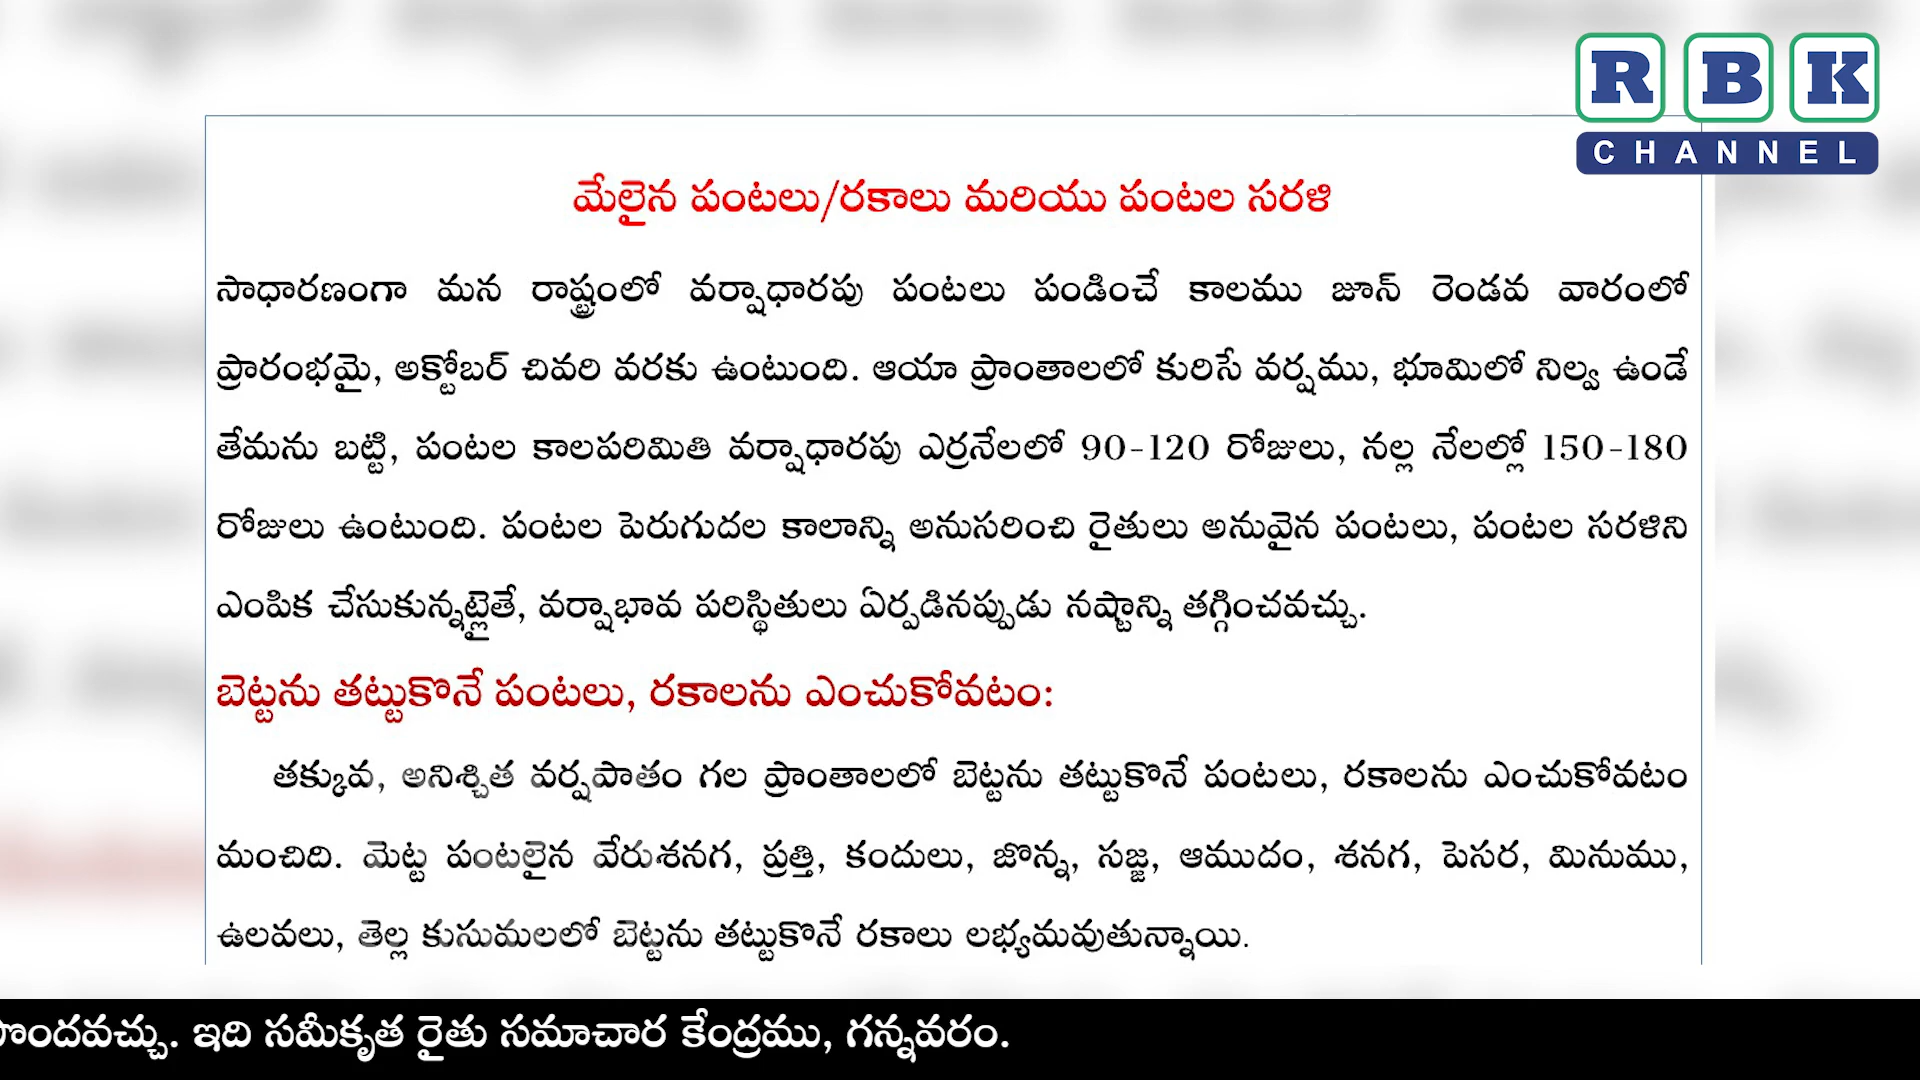 R B K
CHANNEL
మేలైన పంటలు/రకాలు మరియు పంటల సరళి
సాధారణంగా మన రాష్ట్రంలో వర్షాధారపు పంటలు పండించే కాలము జూన్ రెండవ వారంలో
ప్రారంభమై, అక్టోబర్ చివరి వరకు ఉంటుంది. ఆయా ప్రాంతాలలో కురిసే వర్షము, భూమిలో నిల్వ ఉండే
తేమను బట్టి, పంటల కాలపరిమితి వర్షాధారపు ఎర్రనేలలో 90-120 రోజులు, నల్ల నేలల్లో 150-180
రోజులు ఉంటుంది. పంటల పెరుగుదల కాలాన్ని అనుసరించి రైతులు అనువైన పంటలు, పంటల సరళిని
ఎంపిక చేసుకున్నట్లైతే, వర్షాభావ పరిస్థితులు ఏర్పడినప్పుడు నష్టాన్ని తగ్గించవచ్చు.
బెట్టను తట్టుకొనే పంటలు, రకాలను ఎంచుకోవటం:
తక్కువ, అనిశ్చిత వర్షపాతం గల ప్రాంతాలలో బెట్టను తట్టుకొనే పంటలు, రకాలను ఎంచుకోవటం
మంచిది. మెట్ట పంటలైన వేరుశనగ, ప్రత్తి, కందులు, జొన్న, సజ్జ, ఆముదం, శనగ, పెసర, మినుము,
ఉలవలు, తెల్ల కుసుమలలో బెట్టను తట్టుకొనే రకాలు లభ్యమవుతున్నాయి.
పొందవచ్చు. ఇది సమీకృత రైతు సమాచార కేంద్రము, గన్నవరం.